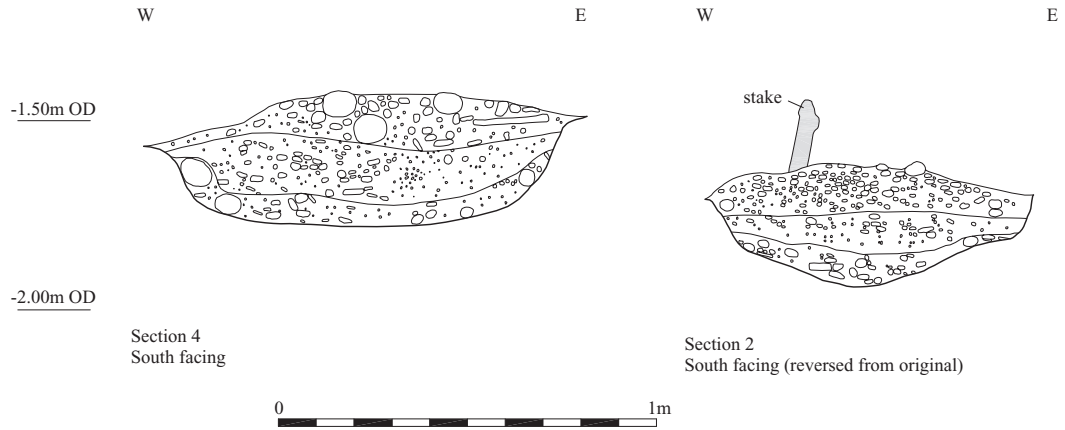 W E W E
-1.50m OD
stake
-2.00m OD
Section 4
South facing
Section 2
South facing (reversed from original)
0 1m